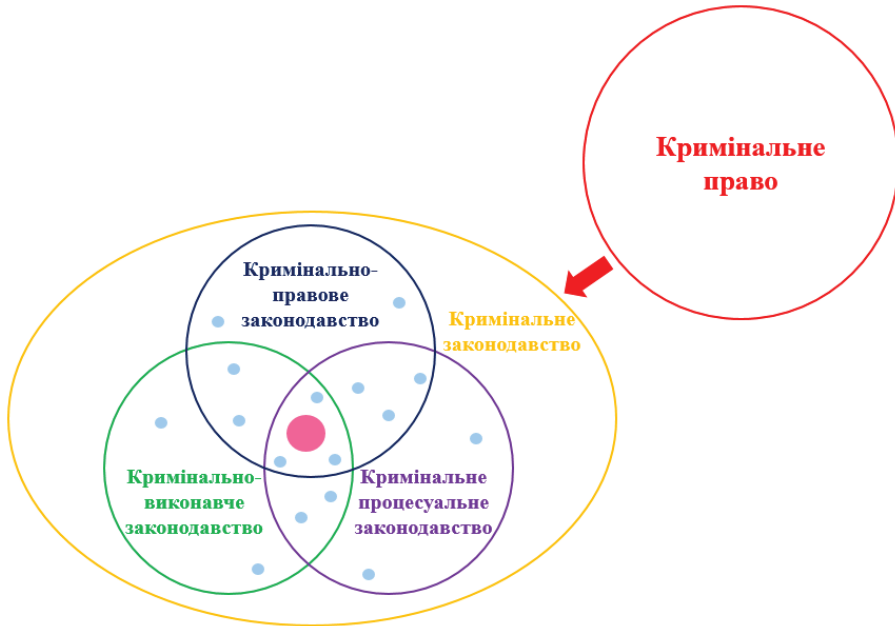 Кримінальне
право
Кримінально-
правове
законодавство
Кримінальне
законодавство
Кримінально-
виконавче
законодавство
Кримінальне
процесуальне
законодавство